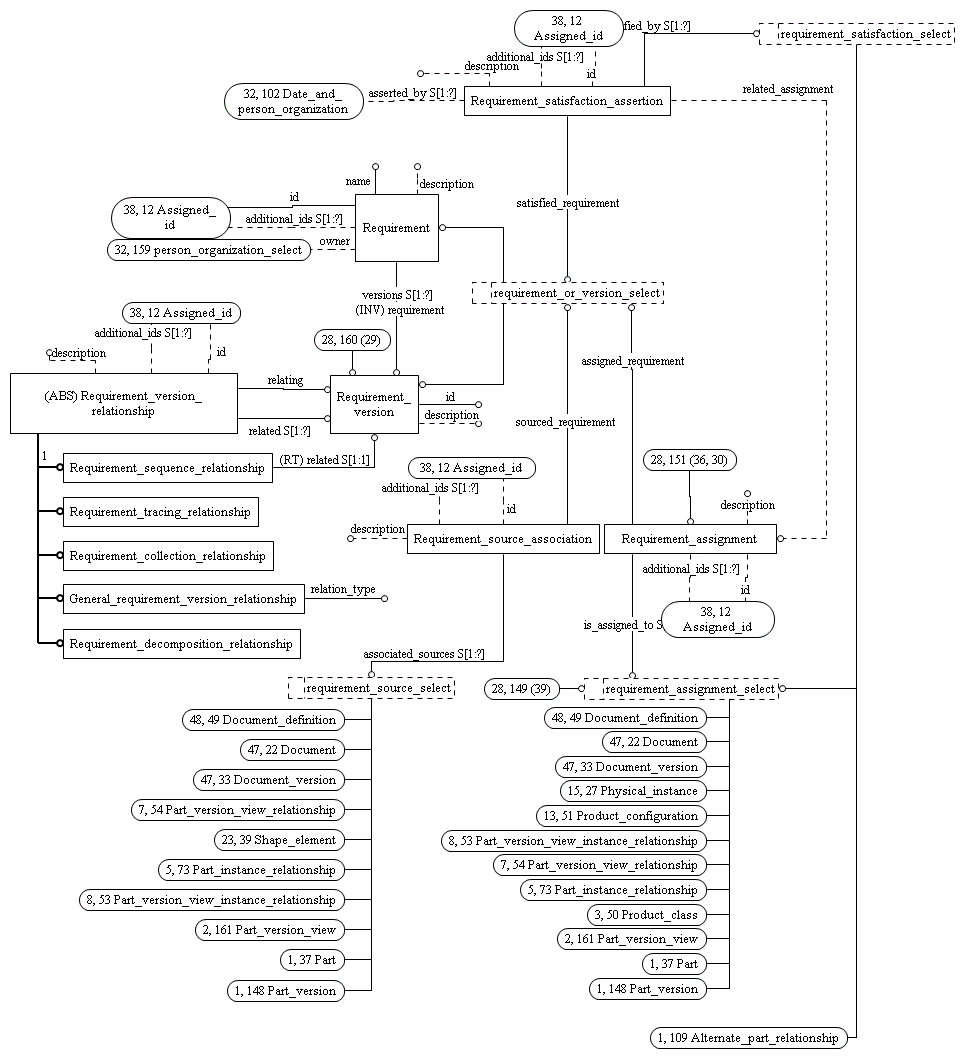 38, 12
Assigned_id
fied_by S[1:?]
requirement_satisfaction_select
additional_ids S[1:?]
description
id
32, 102 Date_and_
person_organization
asserted_by S[1:?]
Requirement_satisfaction_assertion
related_assignment
name
description
38, 12 Assigned_
id
id
additional_ids S[1:?]
Requirement
satisfied_requirement
32, 159 person_organization_select
owner
versions S[1:?]
(INV) requirement
requirement_or_version_select
38, 12 Assigned_id
additional_ids S[1:?]
id
description
28, 160 (29)
assigned_requirement
(ABS) Requirement_version_
relationship
relating
related S[1:?]
Requirement_
version
id
description
sourced_requirement
1
Requirement_sequence_relationship
(RT) related S[1:1]
38, 12 Assigned_id
additional_ids S[1:?]
id
28, 151 (36, 30)
Requirement_tracing_relationship
description
description
Requirement_source_association
Requirement_assignment
Requirement_collection_relationship
additional_ids S[1:?]
id
General_requirement_version_relationship
relation_type
38, 12
Assigned_id
is_assigned_to S
Requirement_decomposition_relationship
associated_sources S[1:?]
requirement_source_select
28, 149 (39)
requirement_assignment_select
48, 49 Document_definition
47, 22 Document
47, 33 Document_version
7, 54 Part_version_view_relationship
23, 39 Shape_element
5, 73 Part_instance_relationship
8, 53 Part_version_view_instance_relationship
2, 161 Part_version_view
1, 37 Part
1, 148 Part_version
48, 49 Document_definition
47, 22 Document
47, 33 Document_version
15, 27 Physical_instance
13, 51 Product_configuration
8, 53 Part_version_view_instance_relationship
7, 54 Part_version_view_relationship
5, 73 Part_instance_relationship
3, 50 Product_class
2, 161 Part_version_view
1, 37 Part
1, 148 Part_version
1, 109 Alternate_part_relationship